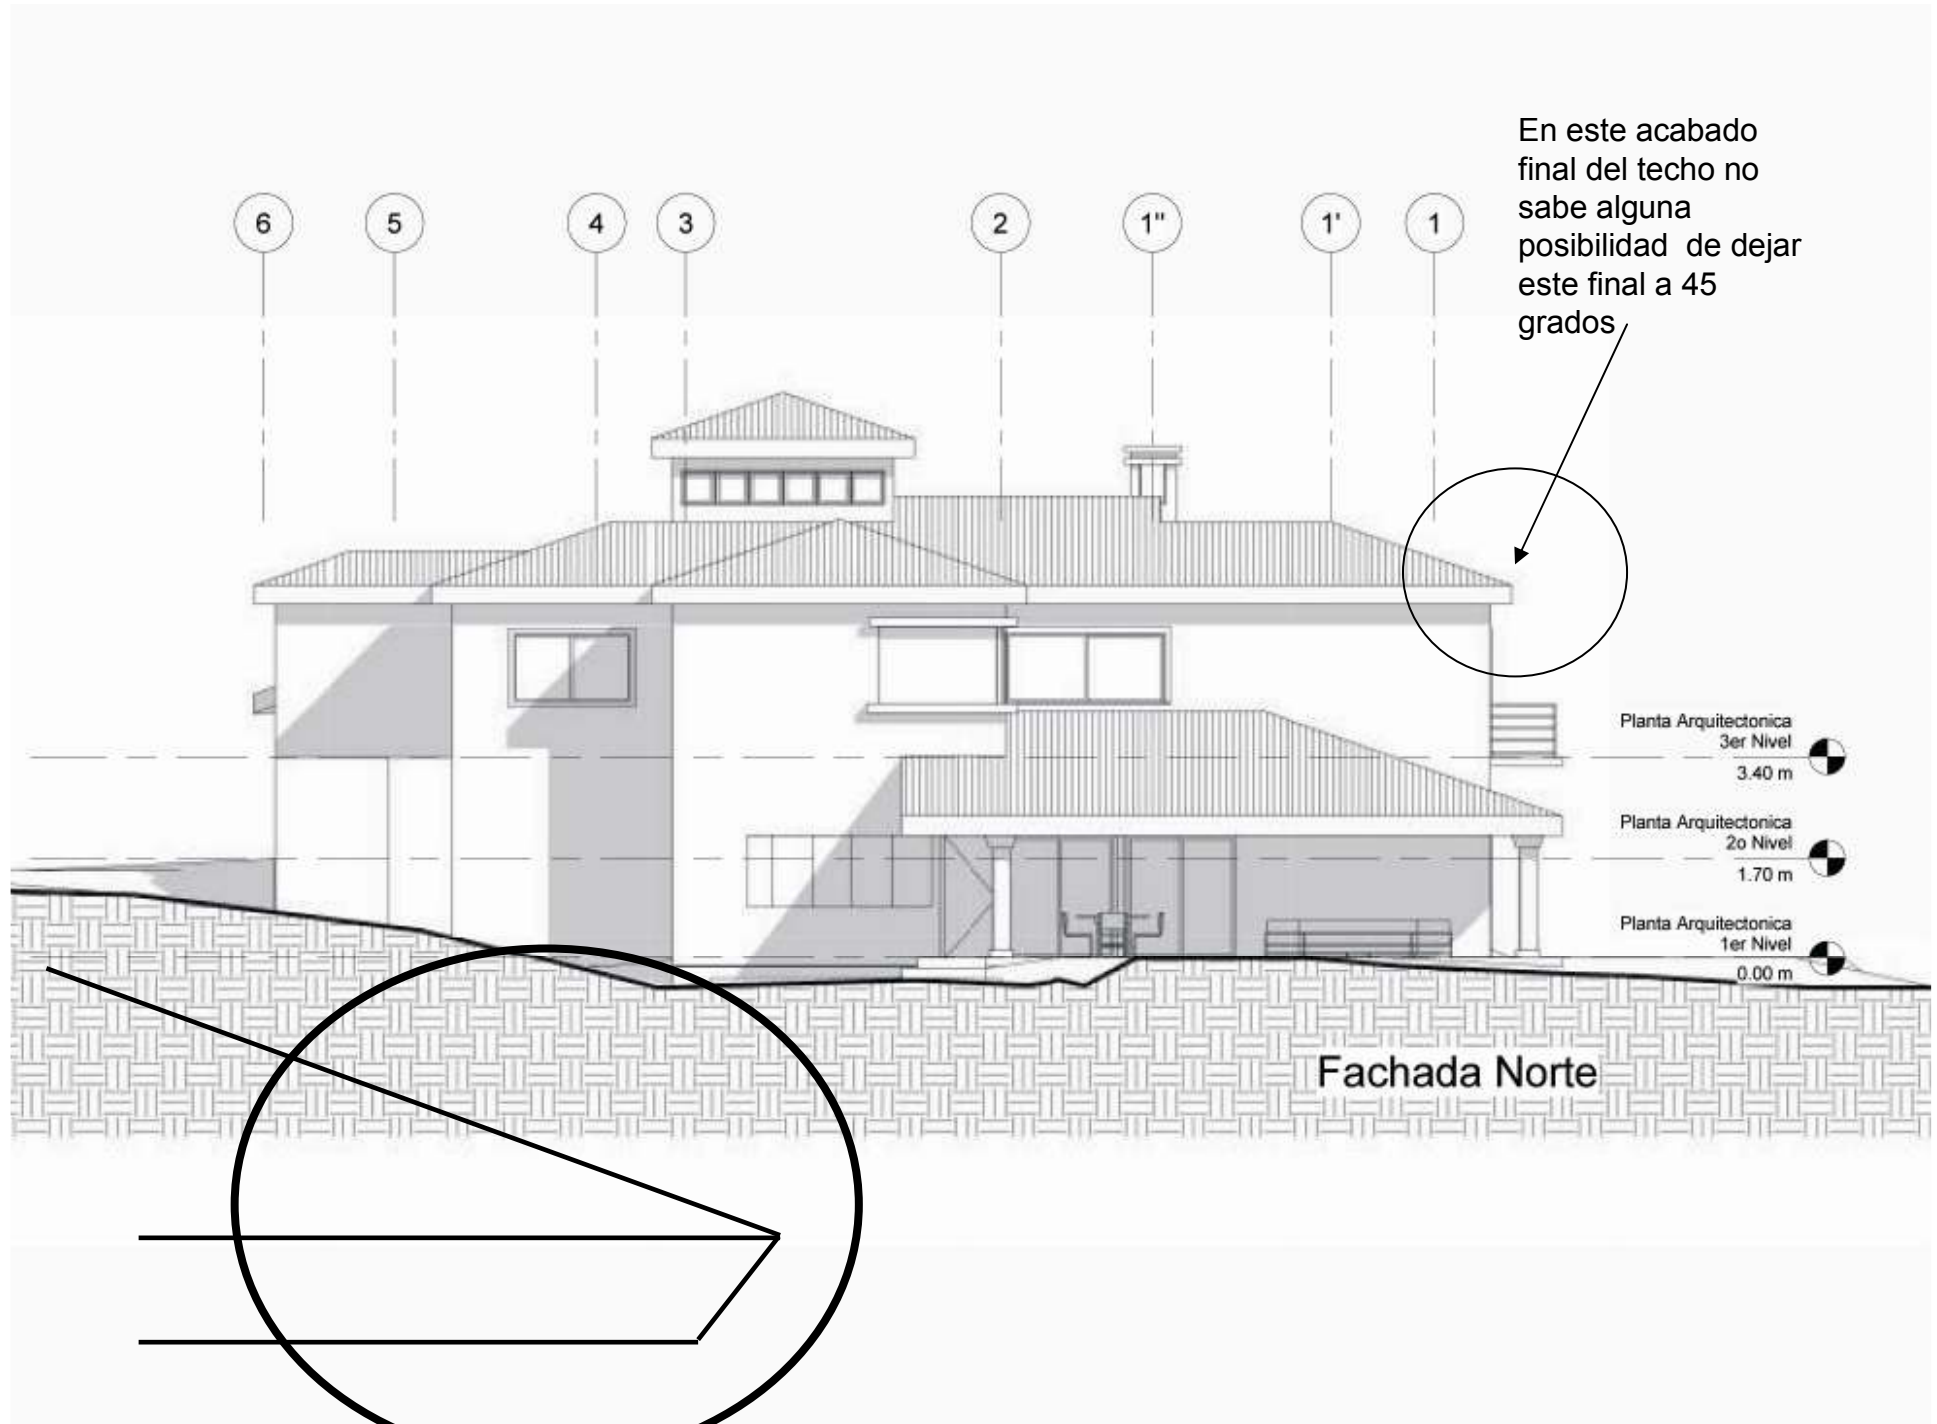 En este acabado
final del techo no
sabe alguna
posibilidad  de dejar
este final a 45
grados
6
5
4
3
2
1"
1'
1
Planta Arquitectonica
3er Nivel
3.40 m
Planta Arquitectonica
2o Nivel
1.70 m
Planta Arquitectonica
1er Nivel
0.00 m
Fachada Norte